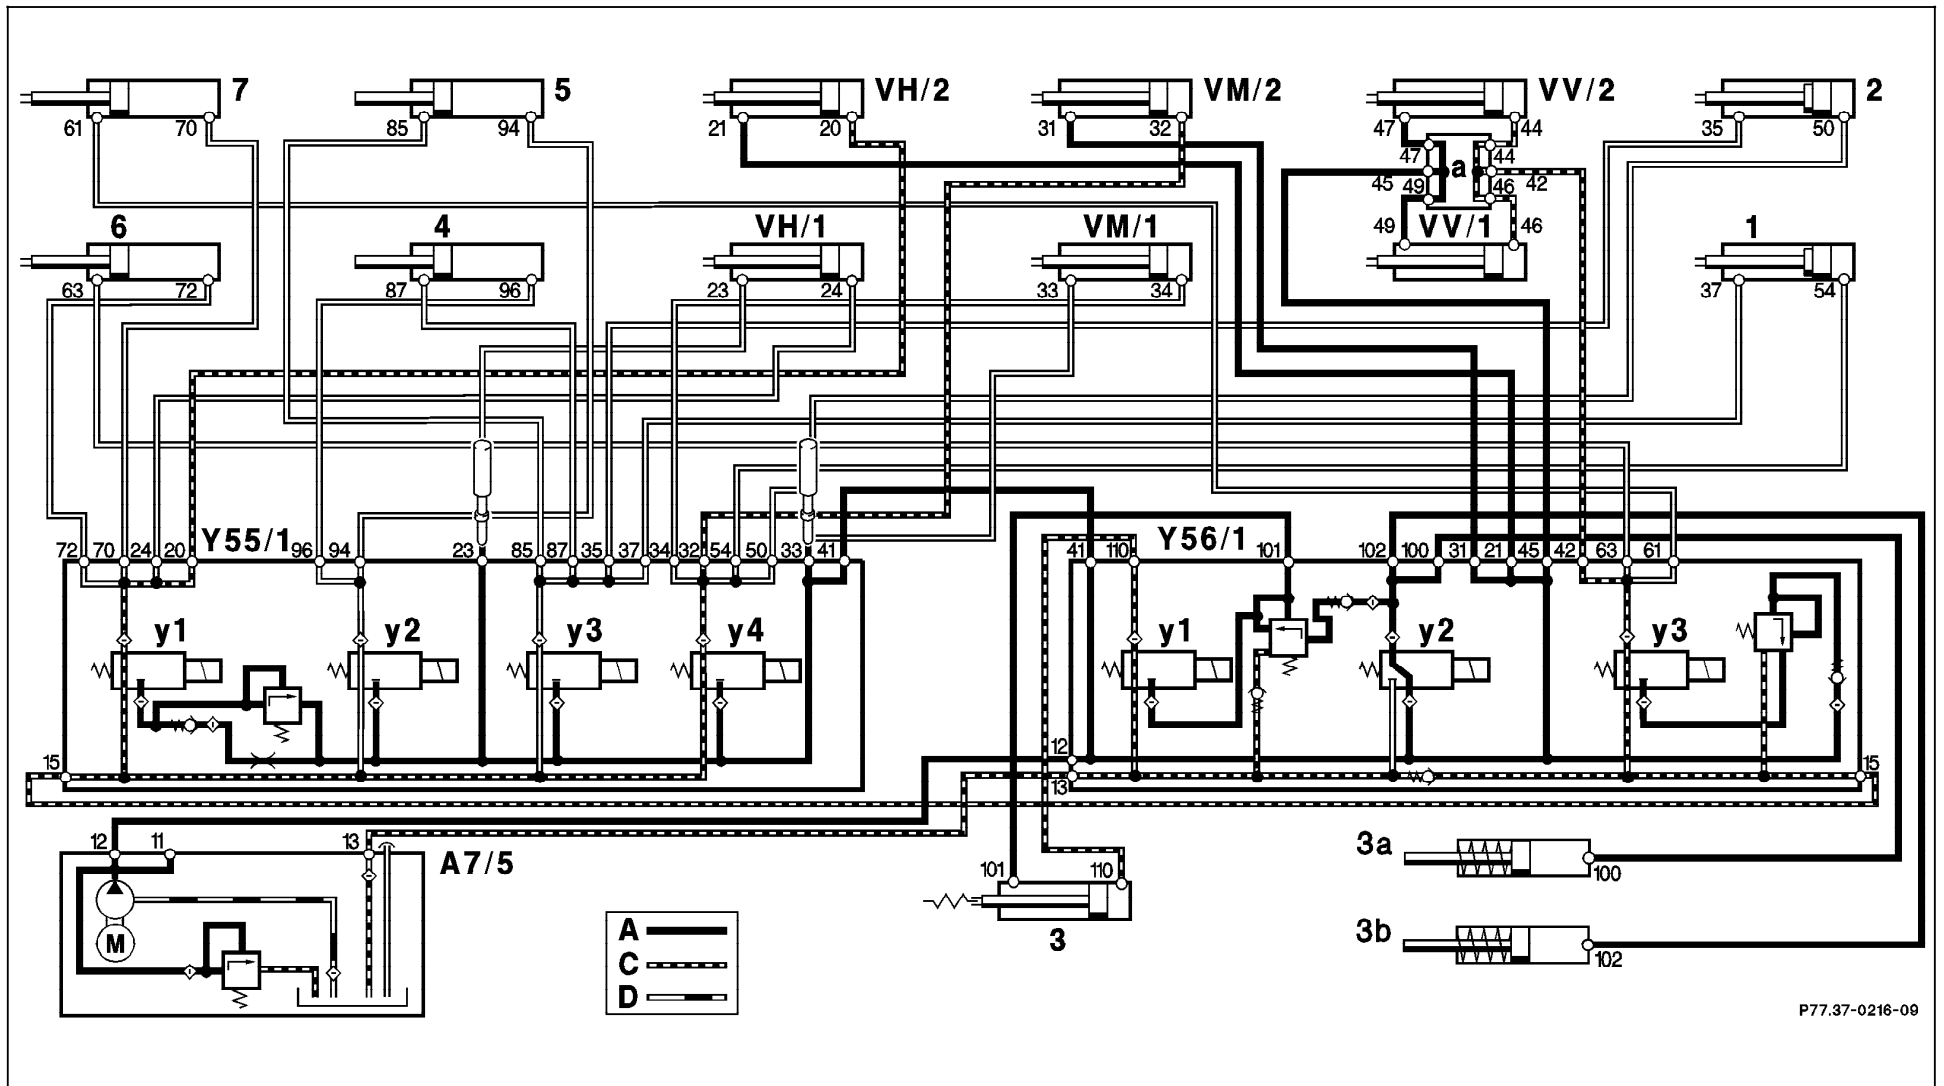 7 5 VH/2 VM/2 VV/2 2
61 70 85 94 21 20 31 32 47 44 35 50
47 44
a
45 49 46 42
6 4 VH/1 VM/1 49 VV/1 46 1
63 72 87 96 23 24 33 34 37 54
Y55/1 Y56/1
72 70 24 20 96 94 23 85 87 35 37 34 32 54 50 33 41 41 110 101 102 100 31 21 45 42 63 61
y1 y2 y3 y4 y1 y2 y3
15 12 13 15
12 11 13 A7/5
M
101 110
3
A
C
D
3a
100
3b
102
P77.37-0216-09